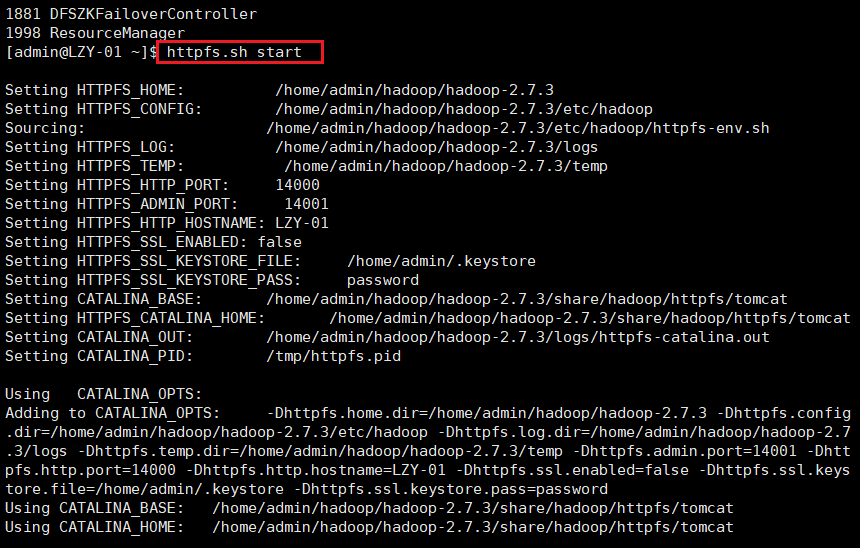 1881 DFSZKFailoverController
1998 ResourceManager
[admin@LZY-01 ~]$ httpfs.sh start
Setting HTTPFS_HOME:          /home/admin/hadoop/hadoop-2.7.3
Setting HTTPFS_CONFIG:        /home/admin/hadoop/hadoop-2.7.3/etc/hadoop
Sourcing:                    /home/admin/hadoop/hadoop-2.7.3/etc/hadoop/httpfs-env.sh
Setting HTTPFS_LOG:           /home/admin/hadoop/hadoop-2.7.3/logs
Setting HTTPFS_TEMP:           /home/admin/hadoop/hadoop-2.7.3/temp
Setting HTTPFS_HTTP_PORT:     14000
Setting HTTPFS_ADMIN_PORT:     14001
Setting HTTPFS_HTTP_HOSTNAME: LZY-01
Setting HTTPFS_SSL_ENABLED: false
Setting HTTPFS_SSL_KEYSTORE_FILE:     /home/admin/.keystore
Setting HTTPFS_SSL_KEYSTORE_PASS:     password
Setting CATALINA_BASE:       /home/admin/hadoop/hadoop-2.7.3/share/hadoop/httpfs/tomcat
Setting HTTPFS_CATALINA_HOME:       /home/admin/hadoop/hadoop-2.7.3/share/hadoop/httpfs/tomcat
Setting CATALINA_OUT:        /home/admin/hadoop/hadoop-2.7.3/logs/httpfs-catalina.out
Setting CATALINA_PID:        /tmp/httpfs.pid
Using   CATALINA_OPTS:
Adding to CATALINA_OPTS:     -Dhttpfs.home.dir=/home/admin/hadoop/hadoop-2.7.3 -Dhttpfs.config
.dir=/home/admin/hadoop/hadoop-2.7.3/etc/hadoop -Dhttpfs.log.dir=/home/admin/hadoop/hadoop-2.7
.3/logs -Dhttpfs.temp.dir=/home/admin/hadoop/hadoop-2.7.3/temp -Dhttpfs.admin.port=14001 -Dhtt
pfs.http.port=14000 -Dhttpfs.http.hostname=LZY-01 -Dhttpfs.ssl.enabled=false -Dhttpfs.ssl.keys
tore.file=/home/admin/.keystore -Dhttpfs.ssl.keystore.pass=password
Using CATALINA_BASE:   /home/admin/hadoop/hadoop-2.7.3/share/hadoop/httpfs/tomcat
Using CATALINA_HOME:   /home/admin/hadoop/hadoop-2.7.3/share/hadoop/httpfs/tomcat